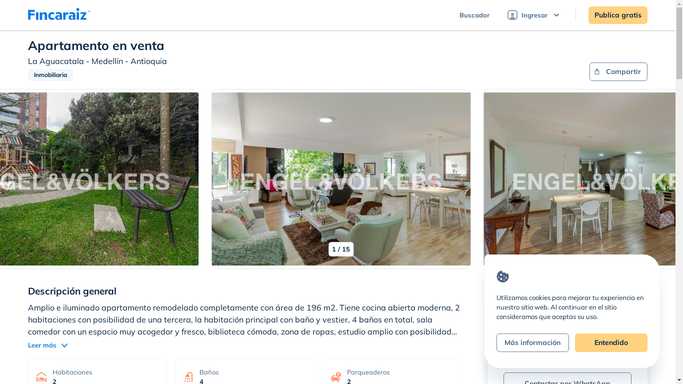 Fincaraiz
Buscador
Ingresar
Publica gratis
Apartamento en venta
La Aguacatala - Medellín - Antioquia
Inmobiliaria
Compartir
ENGEL&VÖLKERS
ENGEL&VÖLKERS
ENGEL&VÖLKE
1 / 15
Descripción general
Amplio e iluminado apartamento remodelado completamente con área de 196 m2. Tiene cocina abierta moderna, 2
habitaciones con posibilidad de una tercera, la habitación principal con baño y vestier, 4 baños en total, sala
comedor con un espacio muy acogedor y fresco, biblioteca cómoda, zona de ropas, estudio amplio con posibilidad...
Leer más
Habitaciones
2
Baños
4
Parqueaderos
2
Utilizamos cookies para mejorar tu experiencia en
nuestro sitio web. Al continuar en el sitio
consideramos que aceptas su uso.
Más información
Entendido
Contactar por WhatsApp